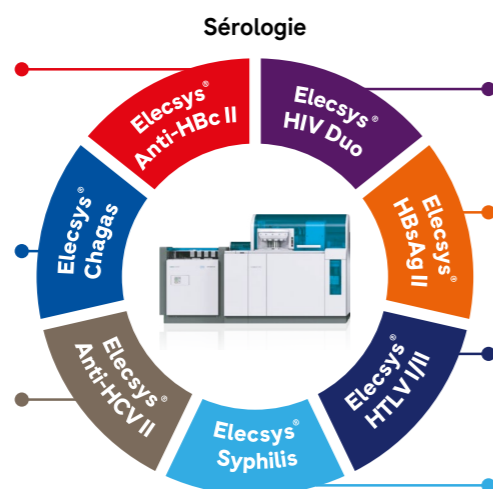 Sérologie
Elecsys®
Anti-HBc II
Elecsys®
HIV Duo
Elecsys®
HBsAg II
Elecsys®
HTLV I/II
Elecsys®
Syphilis
Elecsys®
Anti-HCV II
Elecsys®
Chagas